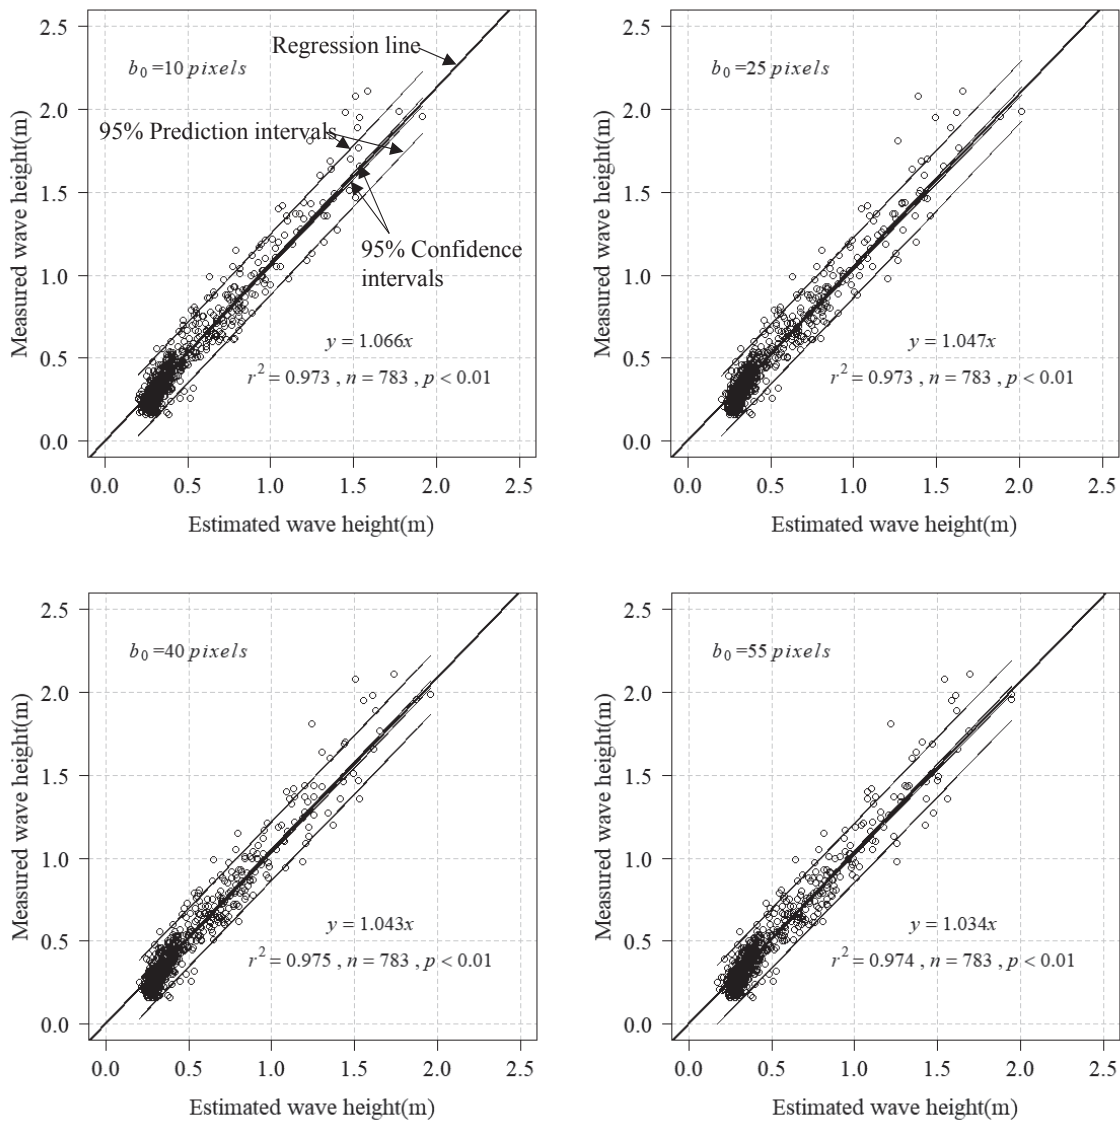 2.5
2.0
1.5
1.0
0.5
0.0
Measured wave height(m)
b0 =10 pixels
Regression line
95% Prediction intervals
95% Confidence
intervals
y = 1.066x
r² = 0.973 , n = 783 , p < 0.01
0.0 0.5 1.0 1.5 2.0 2.5
Estimated wave height(m)
2.5
2.0
1.5
1.0
0.5
0.0
Measured wave height(m)
b0 =25 pixels
y = 1.047x
r² = 0.973 , n = 783 , p < 0.01
0.0 0.5 1.0 1.5 2.0 2.5
Estimated wave height(m)
2.5
2.0
1.5
1.0
0.5
0.0
Measured wave height(m)
b0 =40 pixels
y = 1.043x
r² = 0.975 , n = 783 , p < 0.01
0.0 0.5 1.0 1.5 2.0 2.5
Estimated wave height(m)
2.5
2.0
1.5
1.0
0.5
0.0
Measured wave height(m)
b0 =55 pixels
y = 1.034x
r² = 0.974 , n = 783 , p < 0.01
0.0 0.5 1.0 1.5 2.0 2.5
Estimated wave height(m)